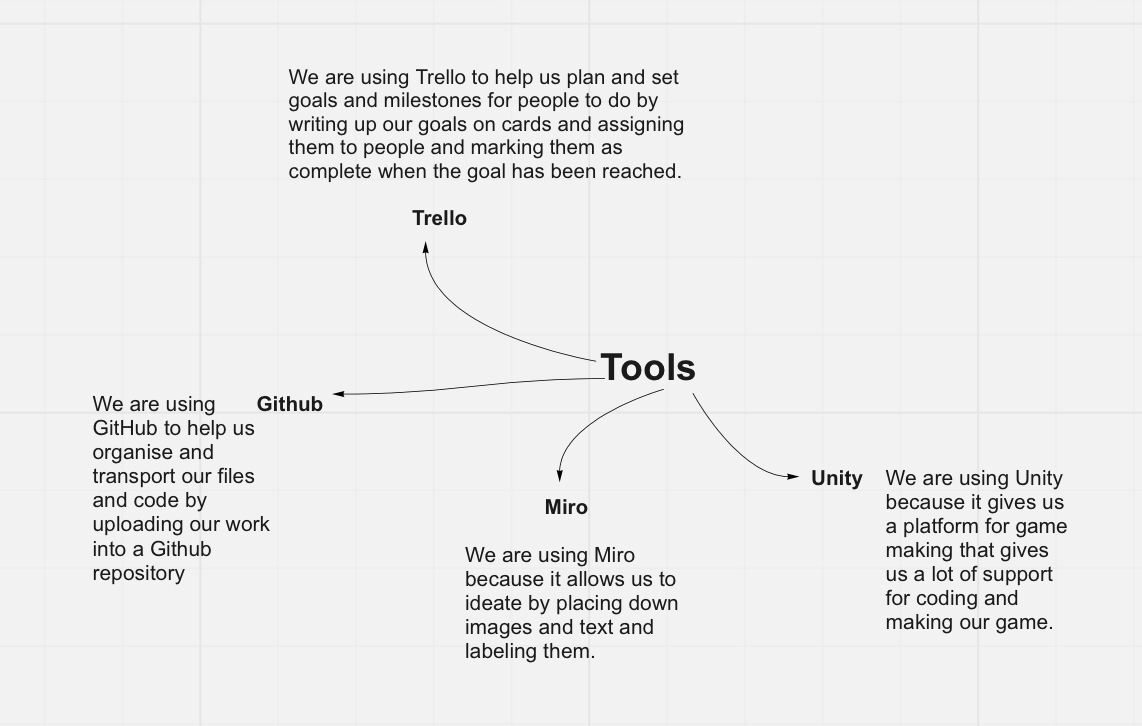 We are using Trello to help us plan and set
goals and milestones for people to do by
writing up our goals on cards and assigning
them to people and marking them as
complete when the goal has been reached.
Trello
Tools
Github
We are using
GitHub to help us
organise and
transport our files
and code by
uploading our work
into a Github
repository
Miro
We are using Miro
because it allows us to
ideate by placing down
images and text and
labeling them.
Unity
We are using Unity
because it gives us
a platform for game
making that gives
us a lot of support
for coding and
making our game.